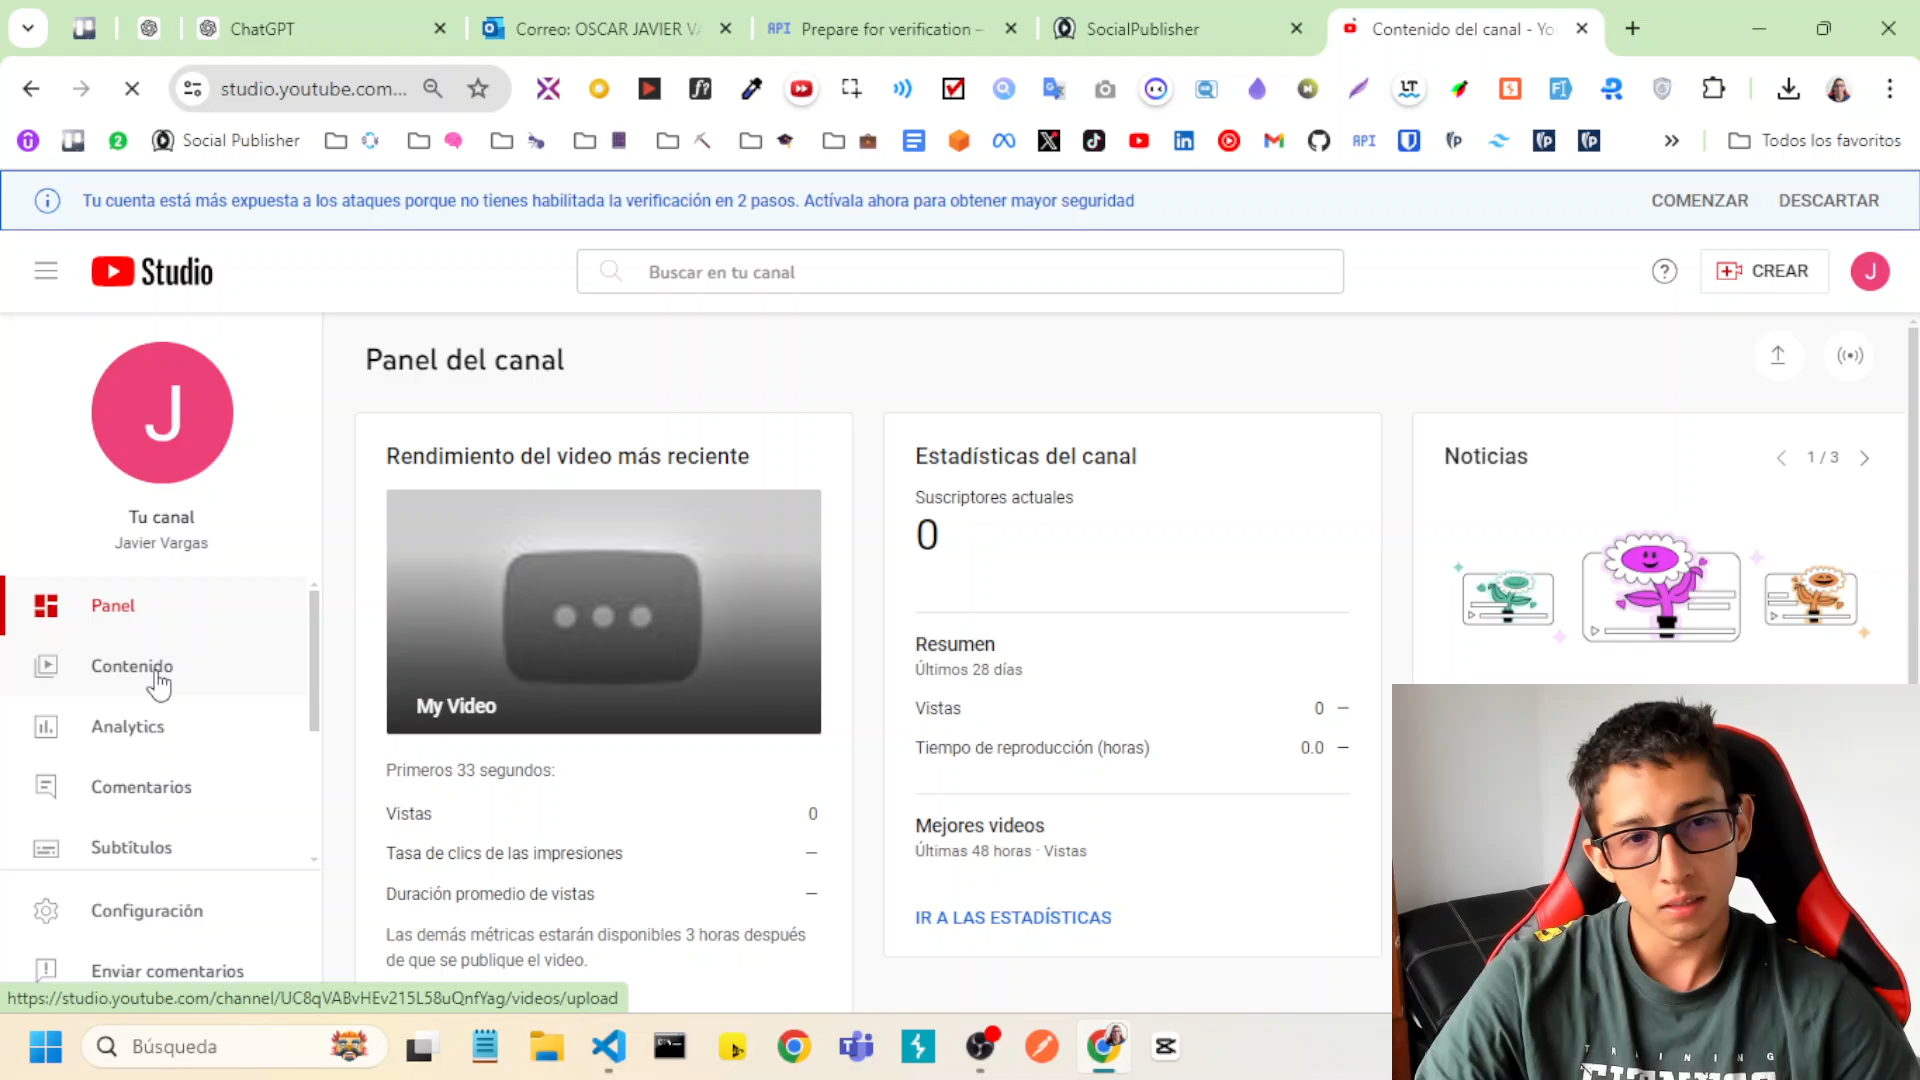 ChatGPT
Correo: OSCAR JAVIER VA
API Prepare for verification –
SocialPublisher
Contenido del canal - Yo
studio.youtube.com...
Social Publisher
API
Todos los favoritos
Tu cuenta está más expuesta a los ataques porque no tienes habilitada la verificación en 2 pasos. Actívala ahora para obtener mayor seguridad
COMENZAR
DESCARTAR
Studio
Buscar en tu canal
CREAR
J
Panel del canal
J
Tu canal
Javier Vargas
Panel
Contenido
Analytics
Comentarios
Subtítulos
Configuración
Enviar comentarios
Rendimiento del video más reciente
My Video
Primeros 33 segundos:
Vistas 0
Tasa de clics de las impresiones —
Duración promedio de vistas —
Las demás métricas estarán disponibles 3 horas después
de que se publique el video.
Estadísticas del canal
Suscriptores actuales
0
Resumen
Últimos 28 días
Vistas 0 —
Tiempo de reproducción (horas) 0.0 —
Mejores videos
Últimas 48 horas · Vistas
IR A LAS ESTADÍSTICAS
Noticias
1 / 3
https://studio.youtube.com/channel/UC8qVABvHEv215L58uQnfYag/videos/upload
Búsqueda
TRAINING